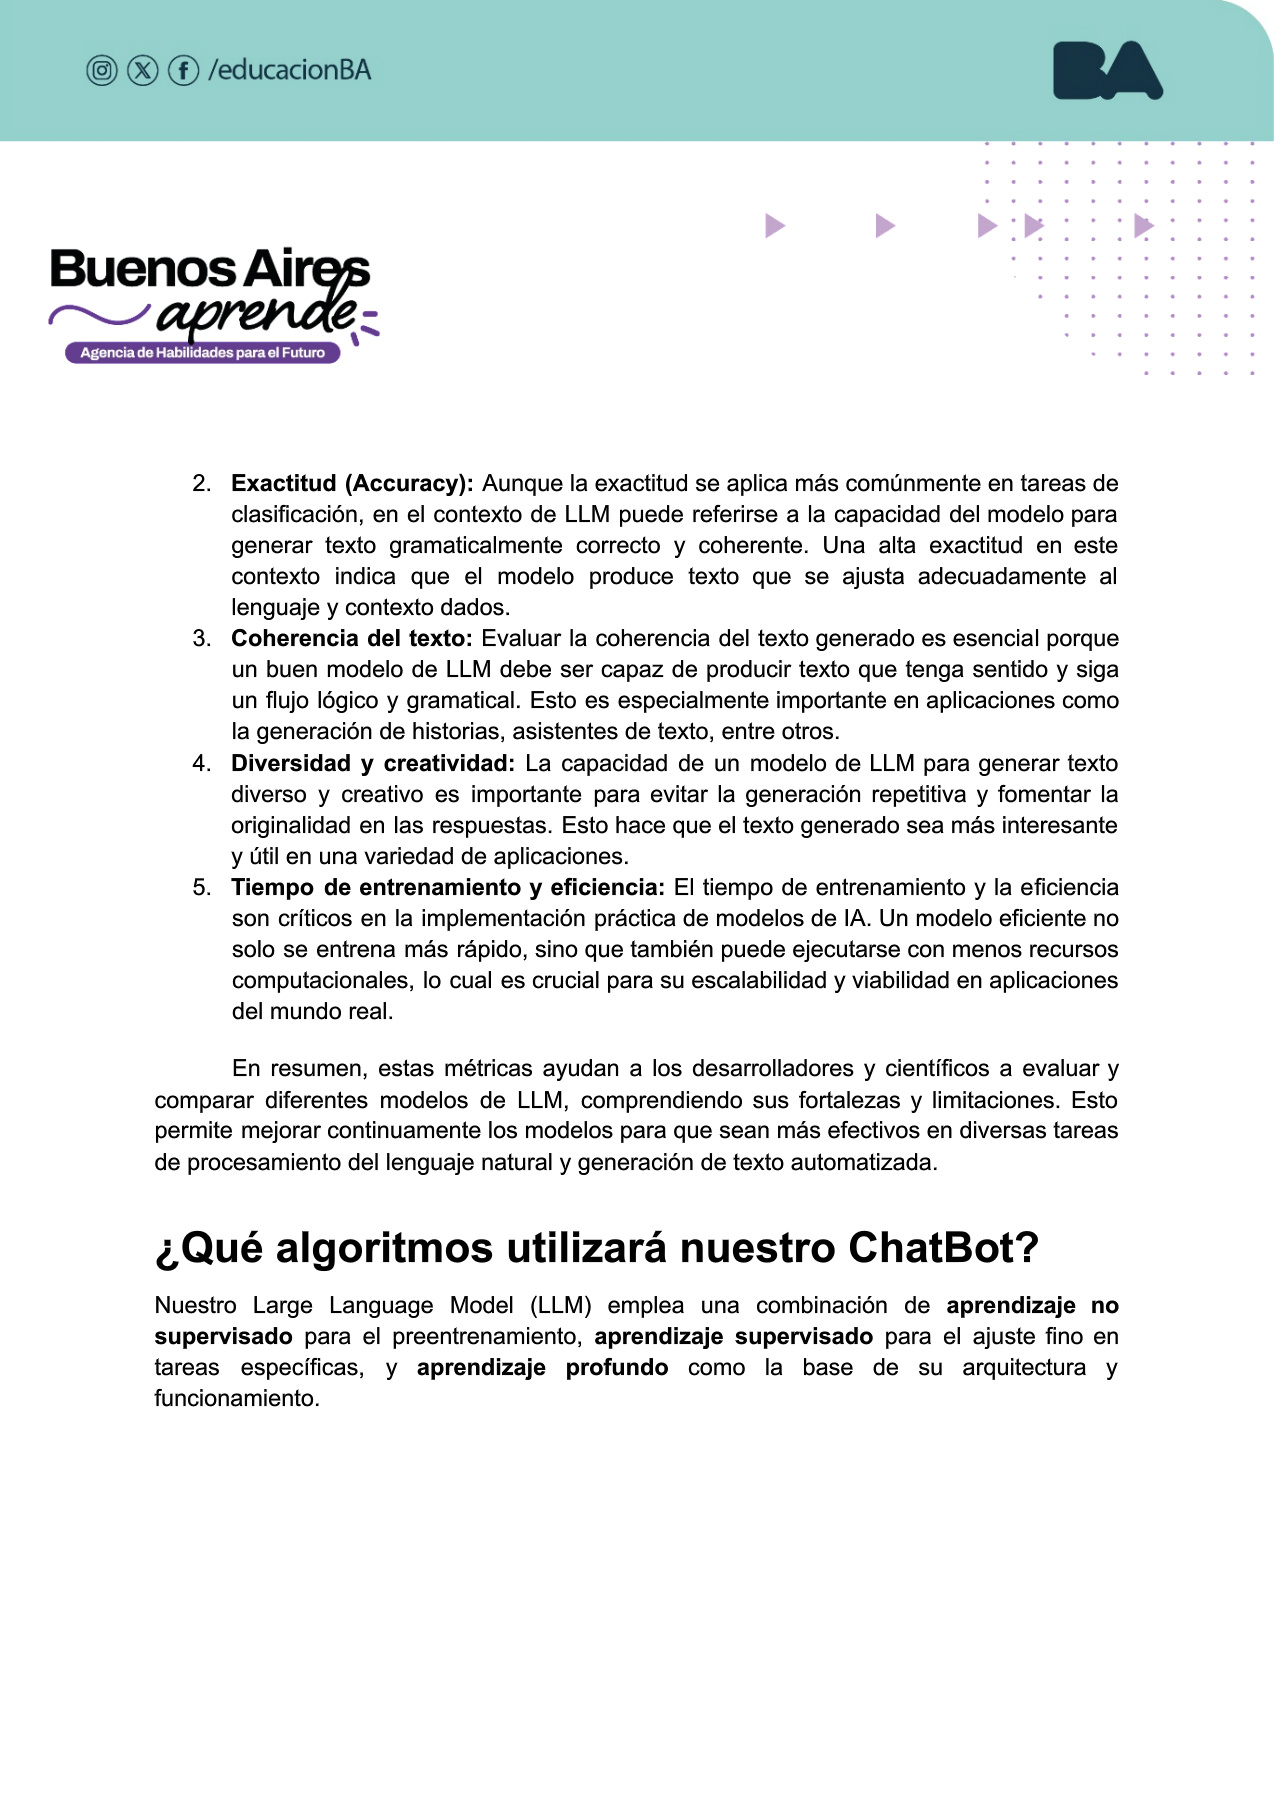 /educacionBA
BA
Buenos Aires
aprende
Agencia de Habilidades para el Futuro
2. Exactitud (Accuracy): Aunque la exactitud se aplica más comúnmente en tareas de
clasificación, en el contexto de LLM puede referirse a la capacidad del modelo para
generar texto gramaticalmente correcto y coherente. Una alta exactitud en este
contexto indica que el modelo produce texto que se ajusta adecuadamente al
lenguaje y contexto dados.
3. Coherencia del texto: Evaluar la coherencia del texto generado es esencial porque
un buen modelo de LLM debe ser capaz de producir texto que tenga sentido y siga
un flujo lógico y gramatical. Esto es especialmente importante en aplicaciones como
la generación de historias, asistentes de texto, entre otros.
4. Diversidad y creatividad: La capacidad de un modelo de LLM para generar texto
diverso y creativo es importante para evitar la generación repetitiva y fomentar la
originalidad en las respuestas. Esto hace que el texto generado sea más interesante
y útil en una variedad de aplicaciones.
5. Tiempo de entrenamiento y eficiencia: El tiempo de entrenamiento y la eficiencia
son críticos en la implementación práctica de modelos de IA. Un modelo eficiente no
solo se entrena más rápido, sino que también puede ejecutarse con menos recursos
computacionales, lo cual es crucial para su escalabilidad y viabilidad en aplicaciones
del mundo real.
En resumen, estas métricas ayudan a los desarrolladores y científicos a evaluar y
comparar diferentes modelos de LLM, comprendiendo sus fortalezas y limitaciones. Esto
permite mejorar continuamente los modelos para que sean más efectivos en diversas tareas
de procesamiento del lenguaje natural y generación de texto automatizada.
¿Qué algoritmos utilizará nuestro ChatBot?
Nuestro Large Language Model (LLM) emplea una combinación de aprendizaje no
supervisado para el preentrenamiento, aprendizaje supervisado para el ajuste fino en
tareas específicas, y aprendizaje profundo como la base de su arquitectura y
funcionamiento.